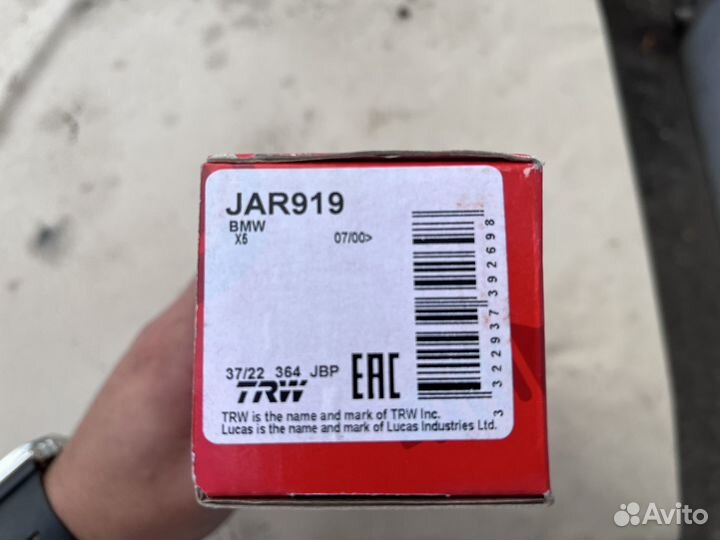 JAR919
BMW
X5 07/00>
37/22 364 JBP
TRW EAC
TRW is the name and mark of TRW Inc.
Lucas is the name and mark of Lucas Industries Ltd.
3 322937 392698
Avito